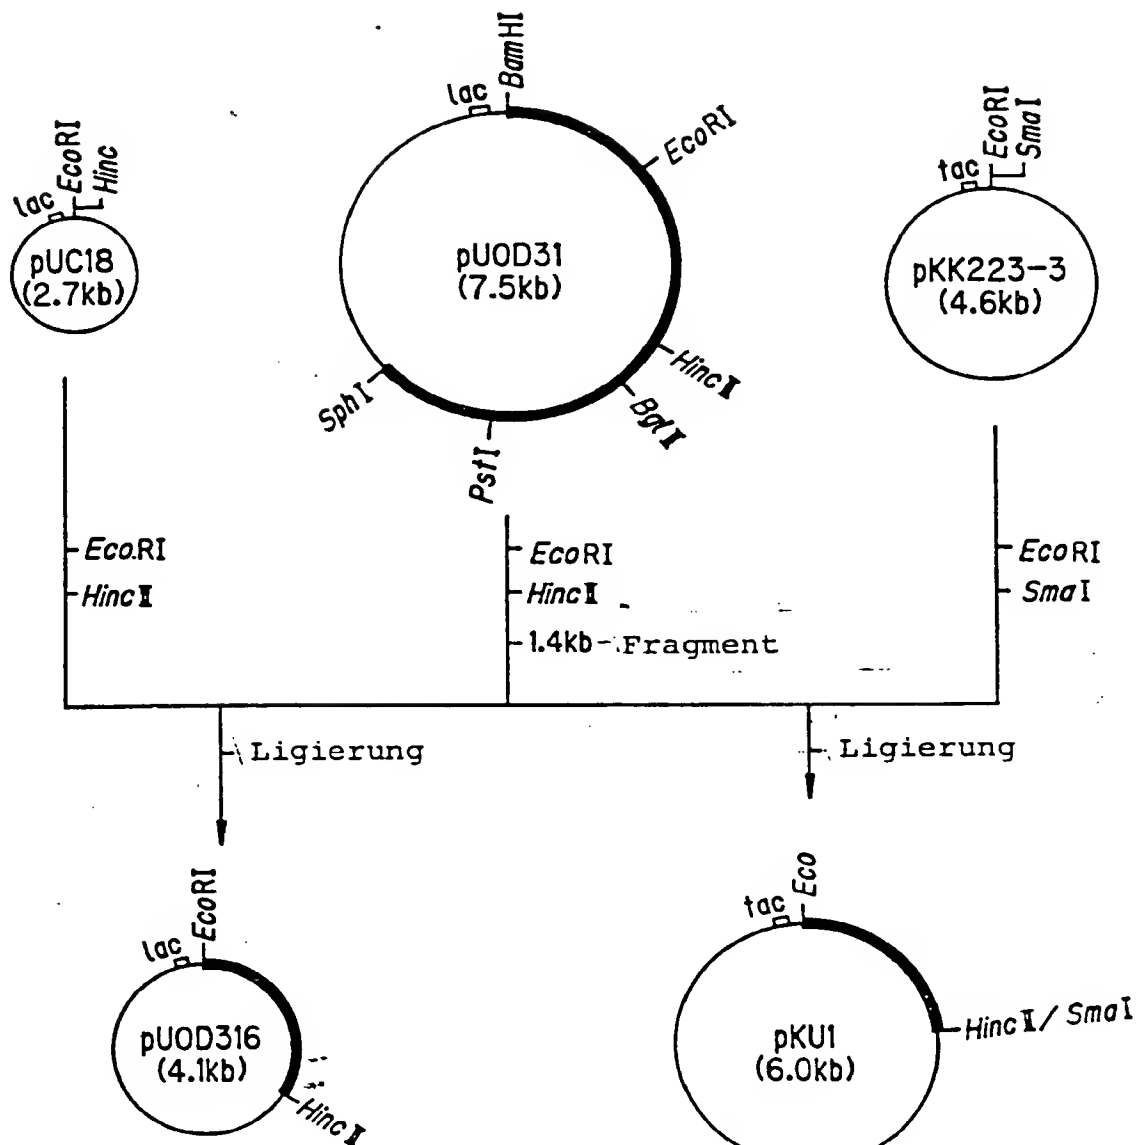 lac
EcoRI
Hinc
pUC18
(2.7kb)
lac
BamHI
EcoRI
pUOD31
(7.5kb)
HincII
BglII
PstI
SphI
tac
EcoRI
SmaI
pKK223-3
(4.6kb)
EcoRI
HincII
EcoRI
HincII
1.4kb-Fragment
EcoRI
SmaI
Ligierung
Ligierung
lac
EcoRI
pUOD316
(4.1kb)
HincII
tac
Eco
pKU1
(6.0kb)
HincII/SmaI